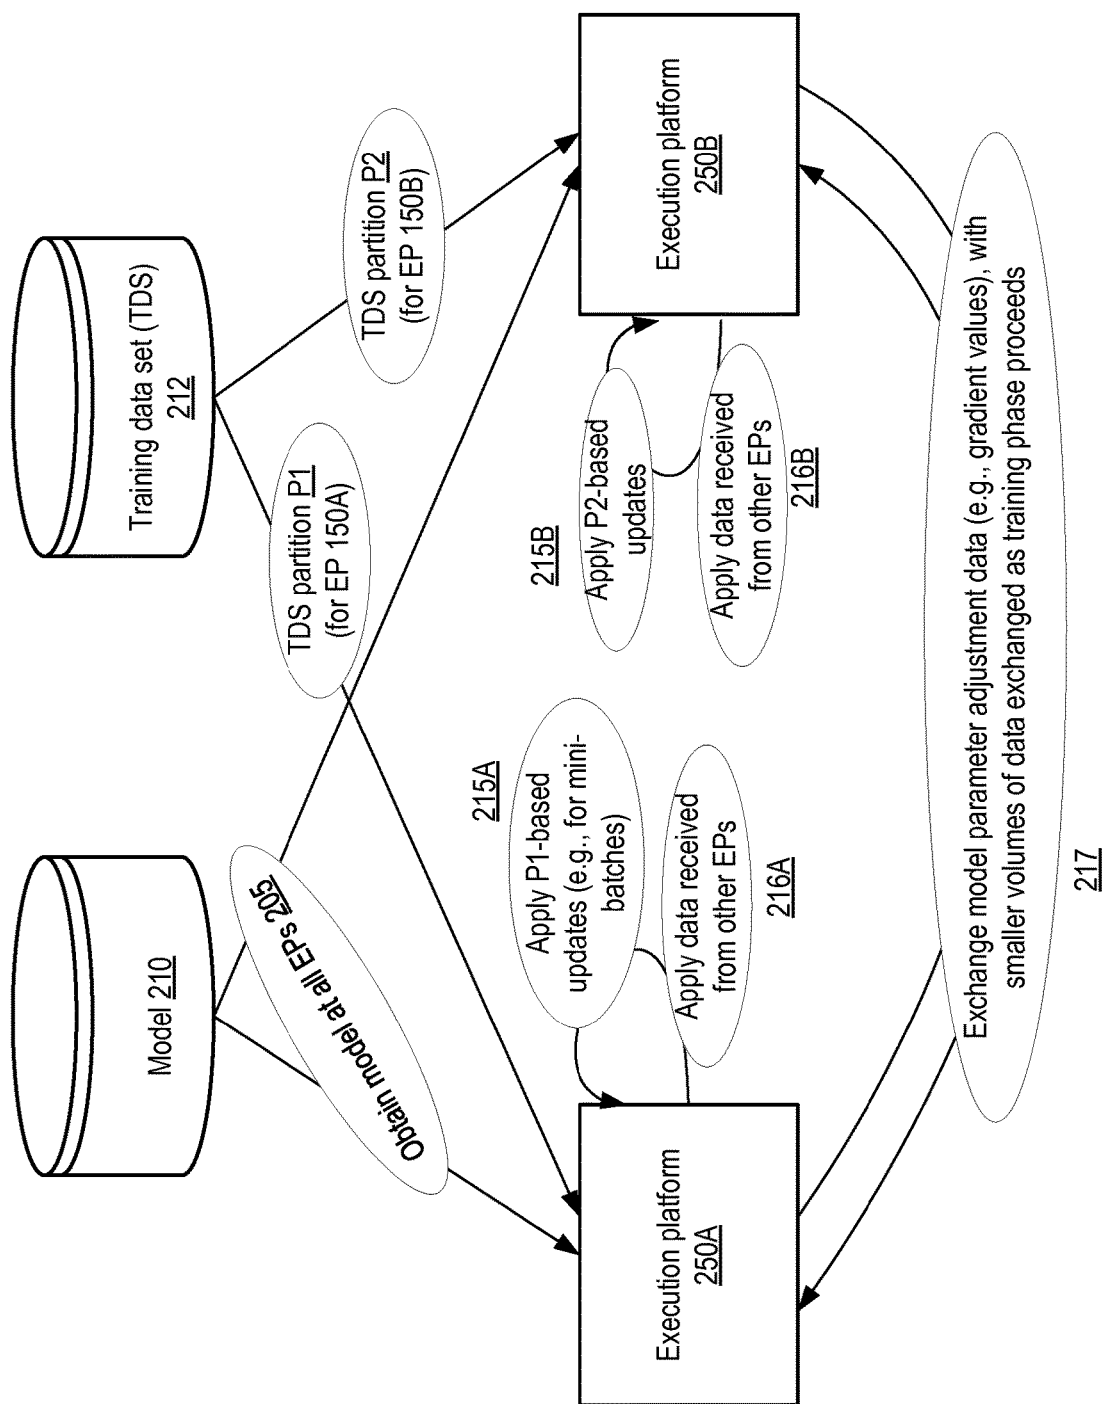 Model 210
Training data set (TDS)
212
Obtain model at all EPs 205
TDS partition P1
(for EP 150A)
TDS partition P2
(for EP 150B)
215A
Apply P1-based
updates (e.g., for mini-
batches)
Apply data received
from other EPs
216A
215B
Apply P2-based
updates
Apply data received
from other EPs
216B
Execution platform
250A
Execution platform
250B
Exchange model parameter adjustment data (e.g., gradient values), with
smaller volumes of data exchanged as training phase proceeds
217